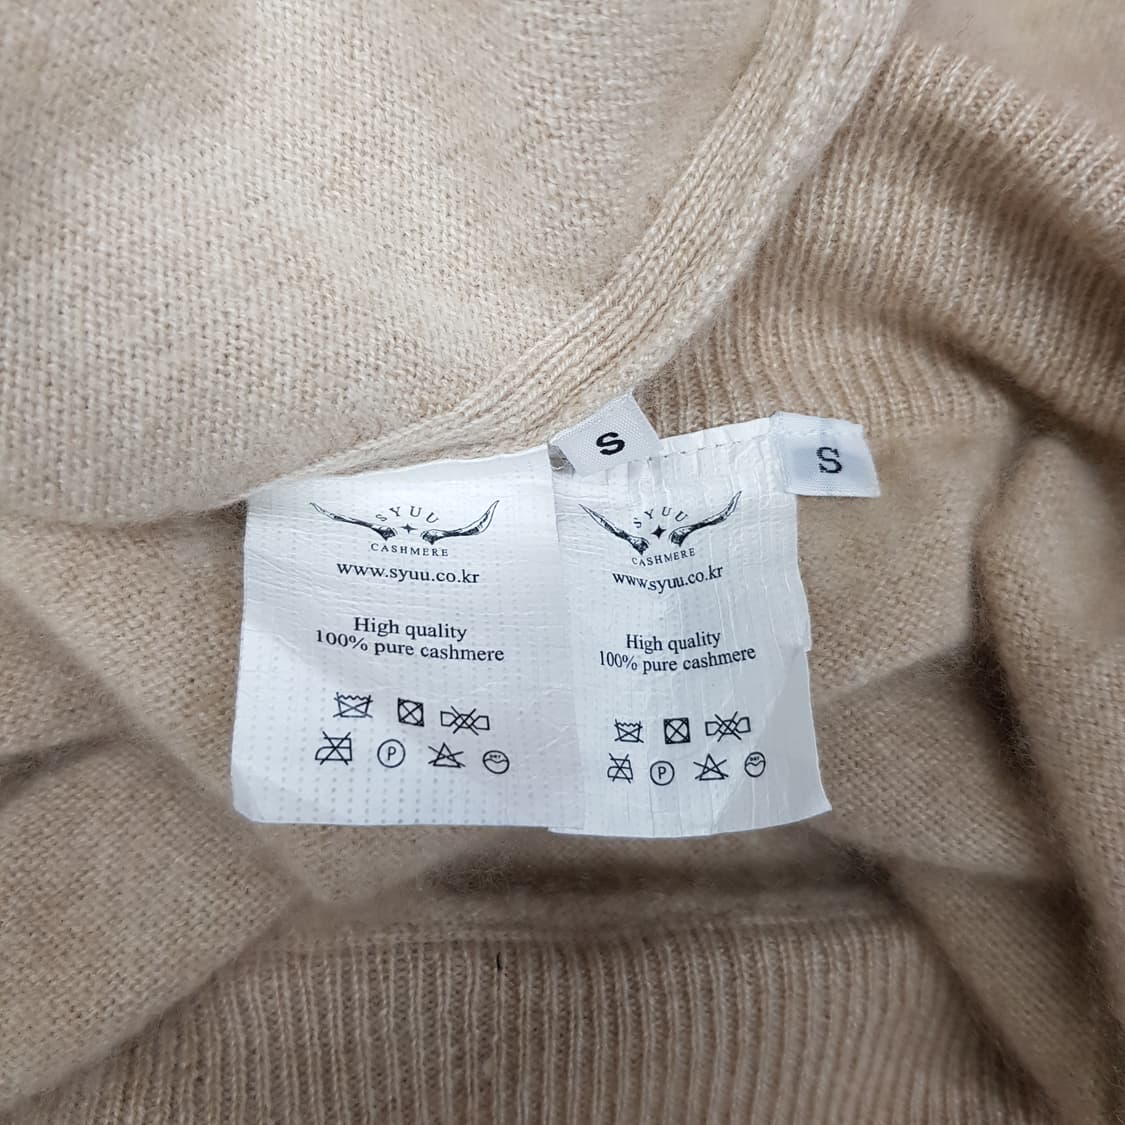 S
SYUU
CASHMERE
www.syuu.co.kr
High quality
100% pure cashmere
P
S
SYUU
CASHMERE
www.syuu.co.kr
High quality
100% pure cashmere
P